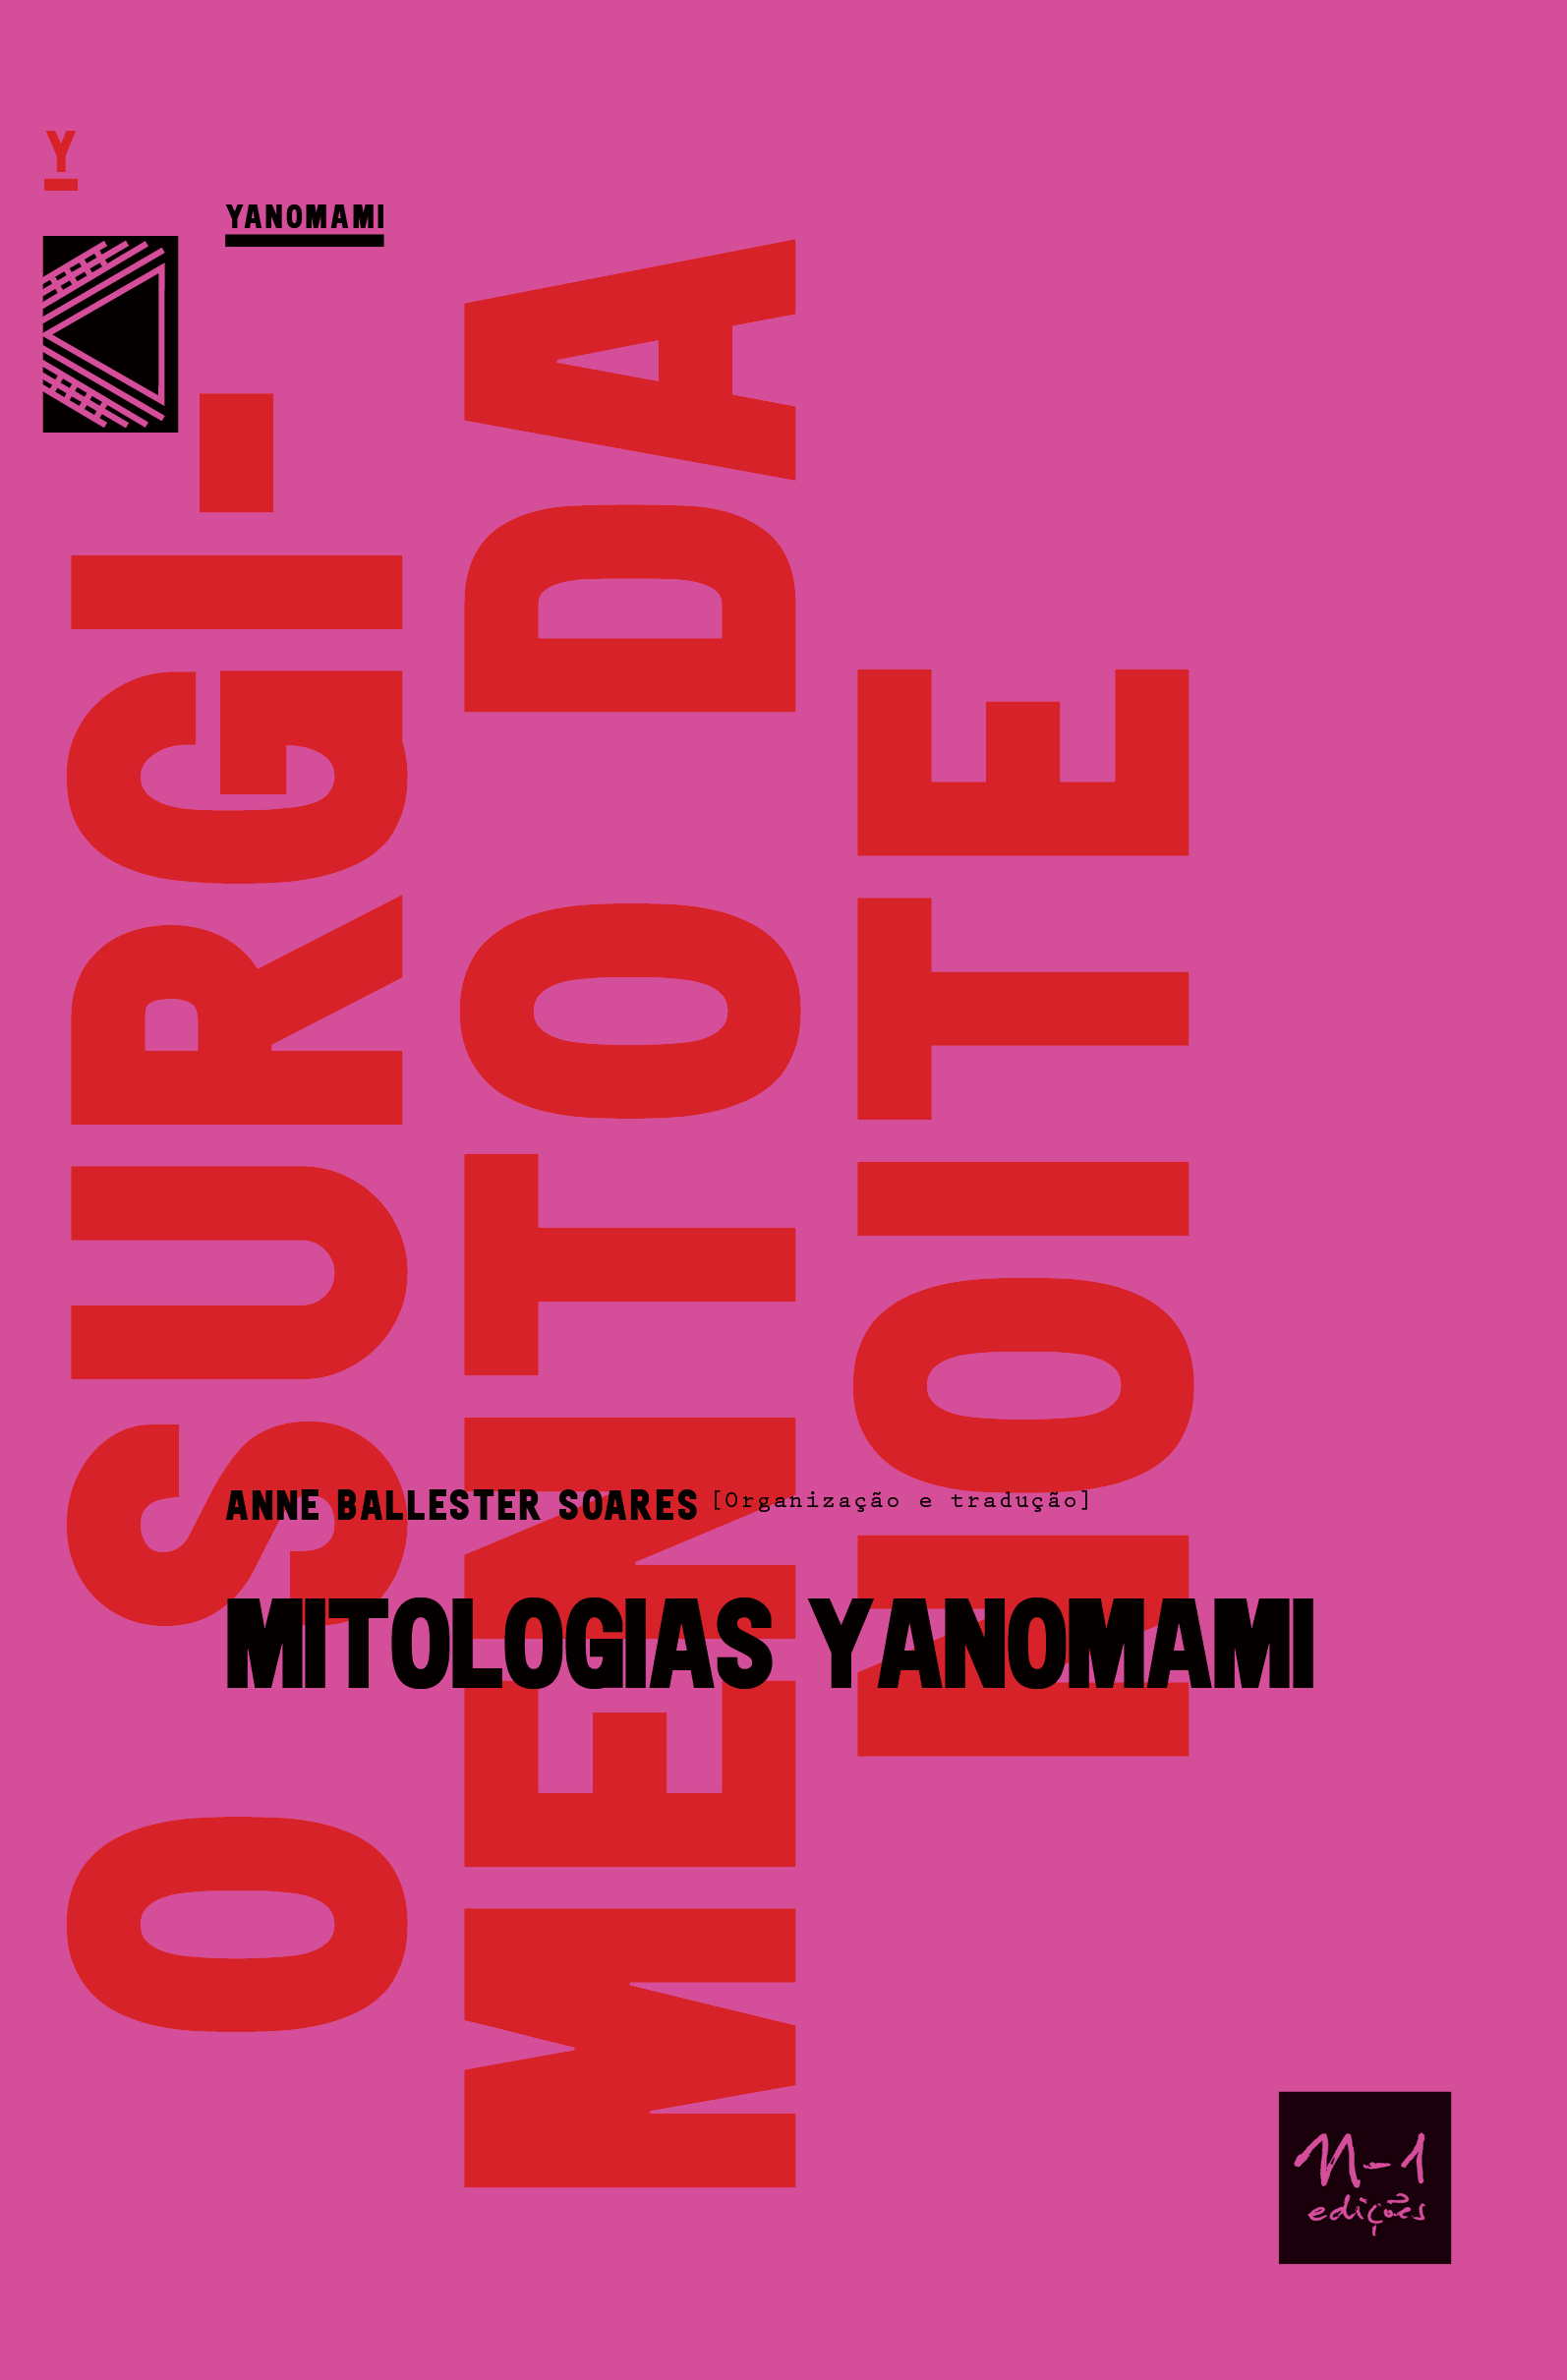 Y
YANOMAMI
O SURGI-
MENTO DA
NOITE
ANNE BALLESTER SOARES [Organização e tradução]
MITOLOGIAS YANOMAMI
n-1
edições